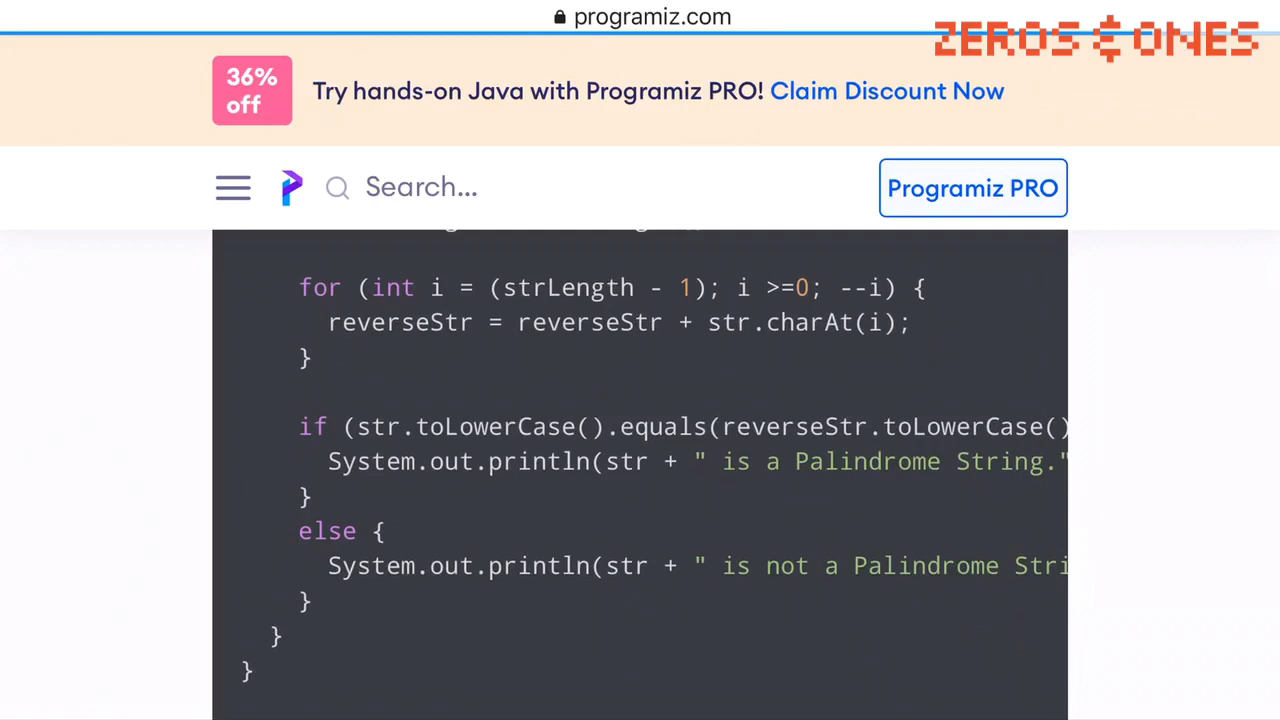 programiz.com
ZEROS & ONES
36% off
Try hands-on Java with Programiz PRO! Claim Discount Now
Search...
Programiz PRO
for (int i = (strLength - 1); i >=0; --i) {
reverseStr = reverseStr + str.charAt(i);
}
if (str.toLowerCase().equals(reverseStr.toLowerCase()
System.out.println(str + " is a Palindrome String."
}
else {
System.out.println(str + " is not a Palindrome Stri
}
}
}